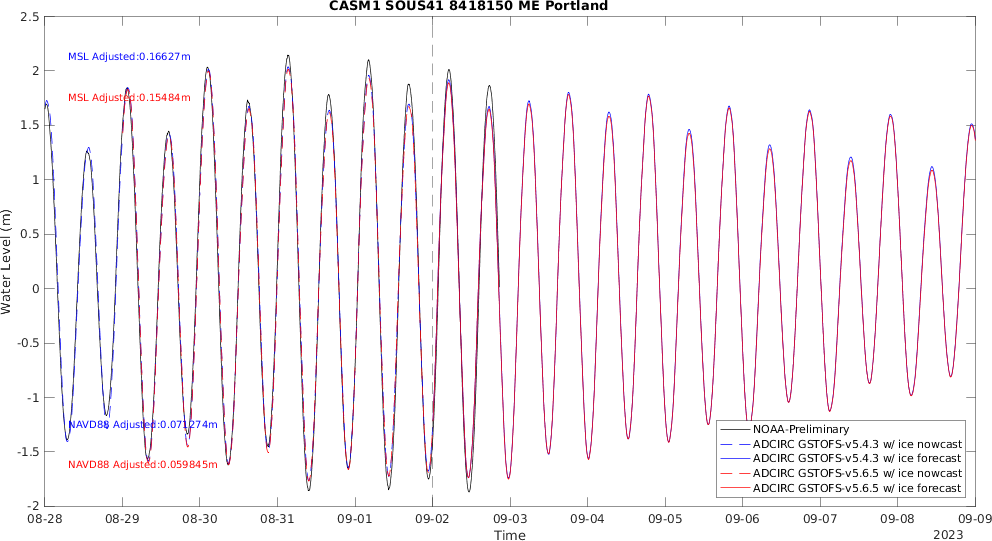 CASM1 SOUS41 8418150 ME Portland
2.5
2
1.5
1
0.5
0
-0.5
-1
-1.5
-2
Water Level (m)
MSL Adjusted:0.16627m
MSL Adjusted:0.15484m
NAVD88 Adjusted:0.071274m
NAVD88 Adjusted:0.059845m
NOAA-Preliminary
ADCIRC GSTOFS-v5.4.3 w/ ice nowcast
ADCIRC GSTOFS-v5.4.3 w/ ice forecast
ADCIRC GSTOFS-v5.6.5 w/ ice nowcast
ADCIRC GSTOFS-v5.6.5 w/ ice forecast
08-28 08-29 08-30 08-31 09-01 09-02 09-03 09-04 09-05 09-06 09-07 09-08 09-09
Time
2023